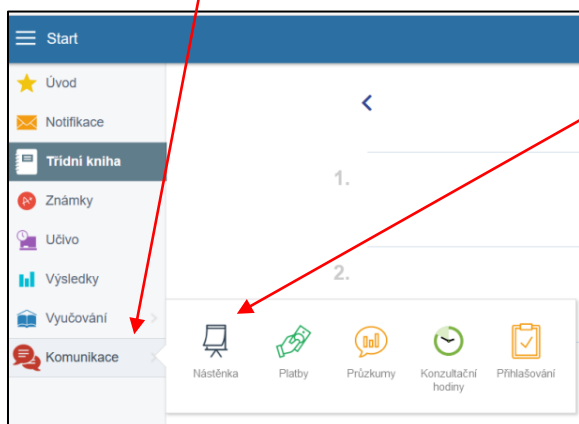 Start
Úvod
Notifikace
Třídní kniha
Známky
Učivo
Výsledky
Vyučování
Komunikace
1.
2.
Nástěnka
Platby
Průzkumy
Konzultační
hodiny
Přihlašování